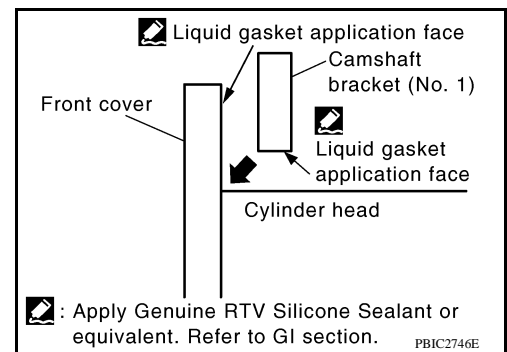 Liquid gasket application face
Camshaft
bracket (No. 1)
Front cover
Liquid gasket
application face
Cylinder head
: Apply Genuine RTV Silicone Sealant or
equivalent. Refer to GI section.
PBIC2746E